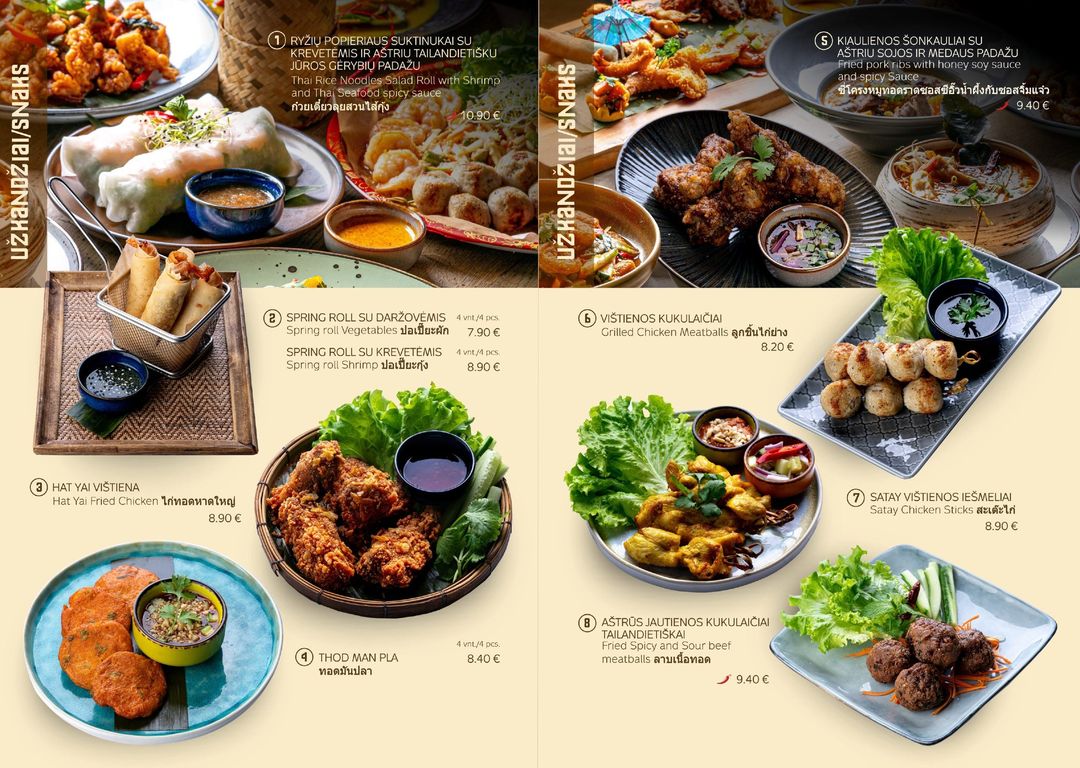 UŽKANDŽIAI/SNAKS
1 RYŽIŲ POPIERIAUS SUKTINUKAI SU
KREVETĖMIS IR AŠTRIU TAILANDIETIŠKU
JŪROS GĖRYBIŲ PADAŽU
Thai Rice Noodles Salad Roll with Shrimp
and Thai Seafood spicy sauce
ก๋วยเตี๋ยวลุยสวนไส้กุ้ง
10.90 €
2 SPRING ROLL SU DARŽOVĖMIS 4 vnt./4 pcs.
Spring roll Vegetables ปอเปี๊ยะผัก 7.90 €
SPRING ROLL SU KREVETĖMIS 4 vnt./4 pcs.
Spring roll Shrimp ปอเปี๊ยะกุ้ง 8.90 €
3 HAT YAI VIŠTIENA
Hat Yai Fried Chicken ไก่ทอดหาดใหญ่
8.90 €
4 THOD MAN PLA 4 vnt./4 pcs.
ทอดมันปลา 8.40 €
UŽKANDŽIAI/SNAKS
5 KIAULIENOS ŠONKAULIAI SU
AŠTRIU SOJOS IR MEDAUS PADAŽU
Fried pork ribs with honey soy sauce
and spicy Sauce
ซี่โครงหมูทอดราดซอสซีอิ๊วน้ำผึ้งกับซอสจิ้มแจ่ว
9.40 €
6 VIŠTIENOS KUKULAIČIAI
Grilled Chicken Meatballs ลูกชิ้นไก่ย่าง
8.20 €
7 SATAY VIŠTIENOS IEŠMELIAI
Satay Chicken Sticks สะเต๊ะไก่
8.90 €
8 AŠTRŪS JAUTIENOS KUKULAIČIAI
TAILANDIETIŠKAI
Fried Spicy and Sour beef
meatballs ลาบเนื้อทอด
9.40 €